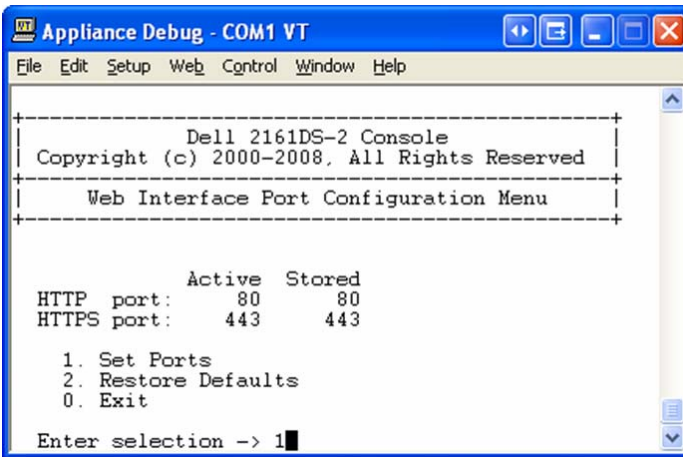 Appliance Debug - COM1 VT
File Edit Setup Web Control Window Help
Dell 2161DS-2 Console
Copyright (c) 2000-2008, All Rights Reserved
Web Interface Port Configuration Menu
Active Stored
HTTP port: 80 80
HTTPS port: 443 443
1. Set Ports
2. Restore Defaults
0. Exit
Enter selection -> 1